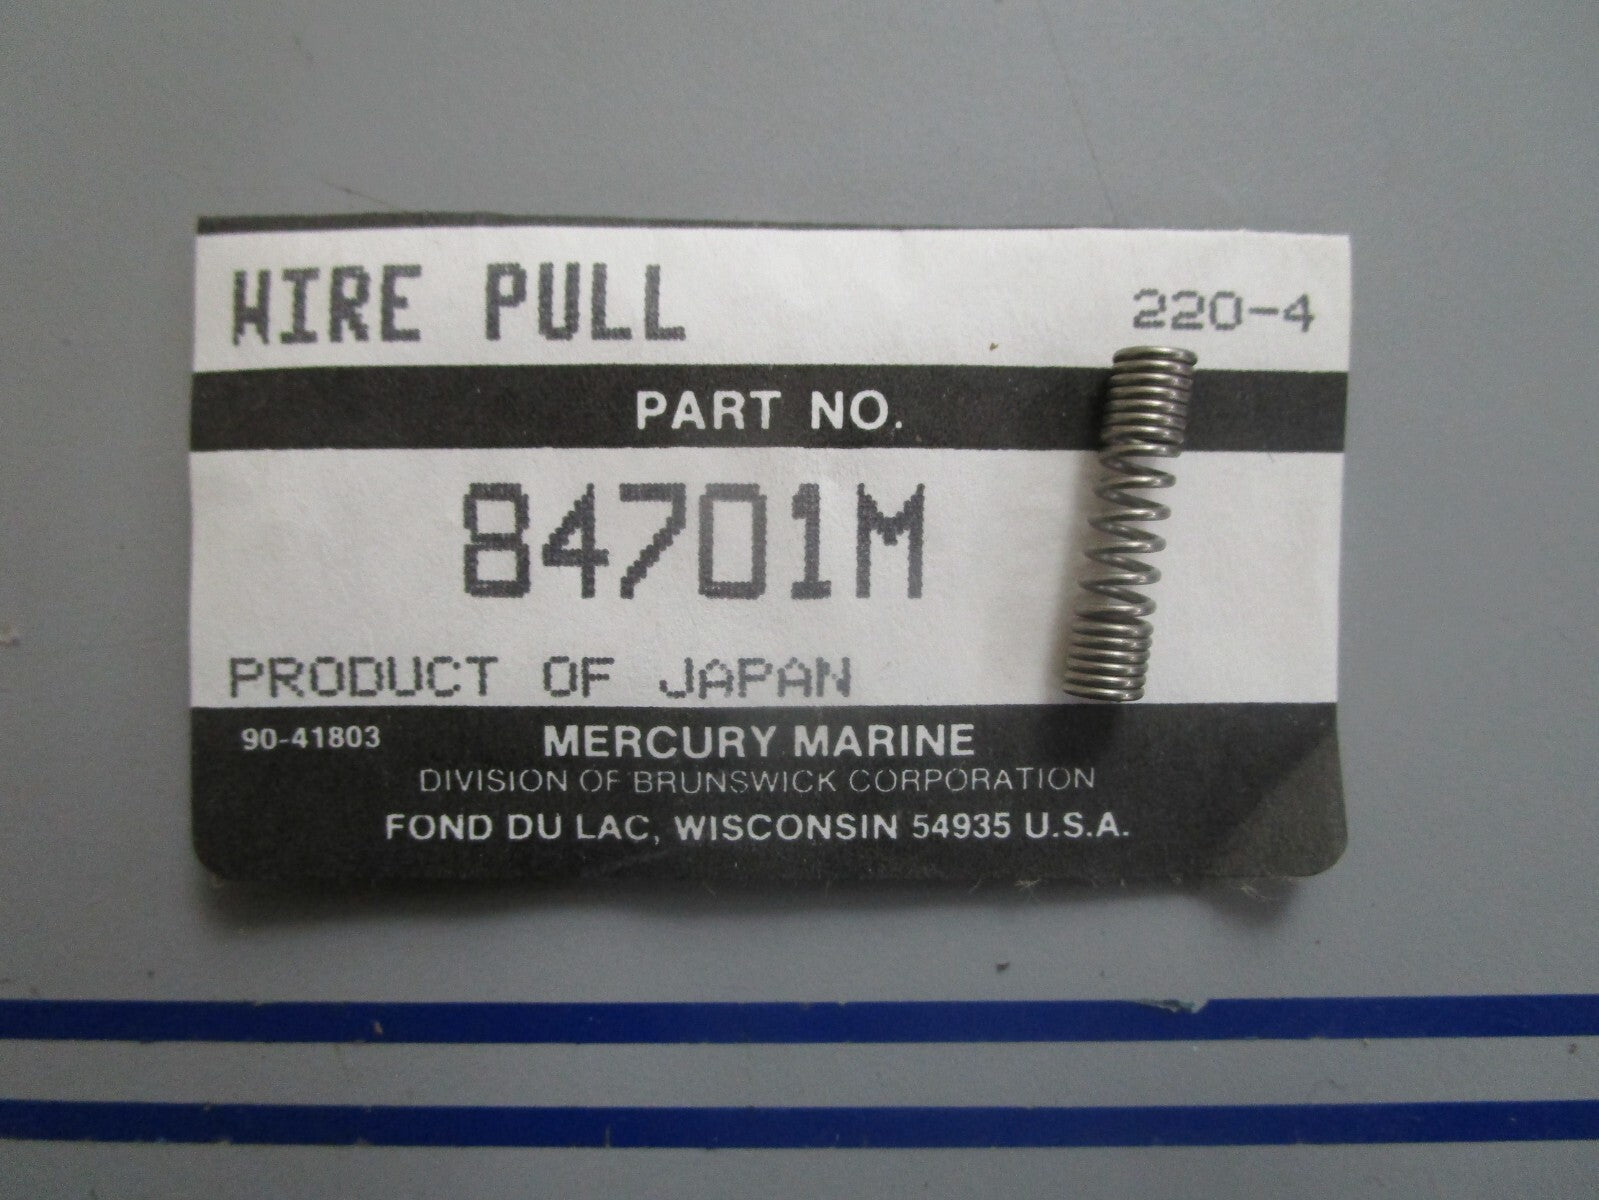 WIRE PULL
220-4
PART NO.
84701M
PRODUCT OF JAPAN
90-41803
MERCURY MARINE
DIVISION OF BRUNSWICK CORPORATION
FOND DU LAC, WISCONSIN 54935 U.S.A.